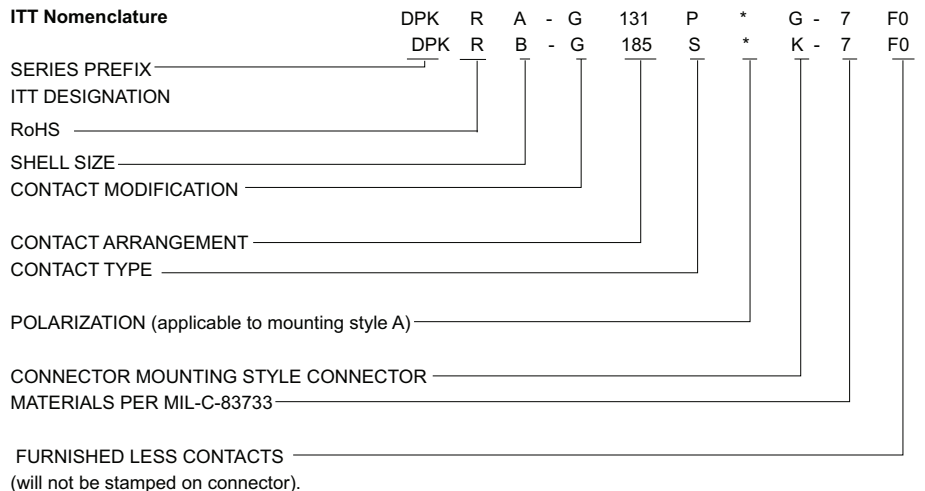 ITT Nomenclature DPK R A - G 131 P * G - 7 F0
DPK R B - G 185 S * K - 7 F0
SERIES PREFIX
ITT DESIGNATION
RoHS
SHELL SIZE
CONTACT MODIFICATION
CONTACT ARRANGEMENT
CONTACT TYPE
POLARIZATION (applicable to mounting style A)
CONNECTOR MOUNTING STYLE CONNECTOR
MATERIALS PER MIL-C-83733
FURNISHED LESS CONTACTS
(will not be stamped on connector).